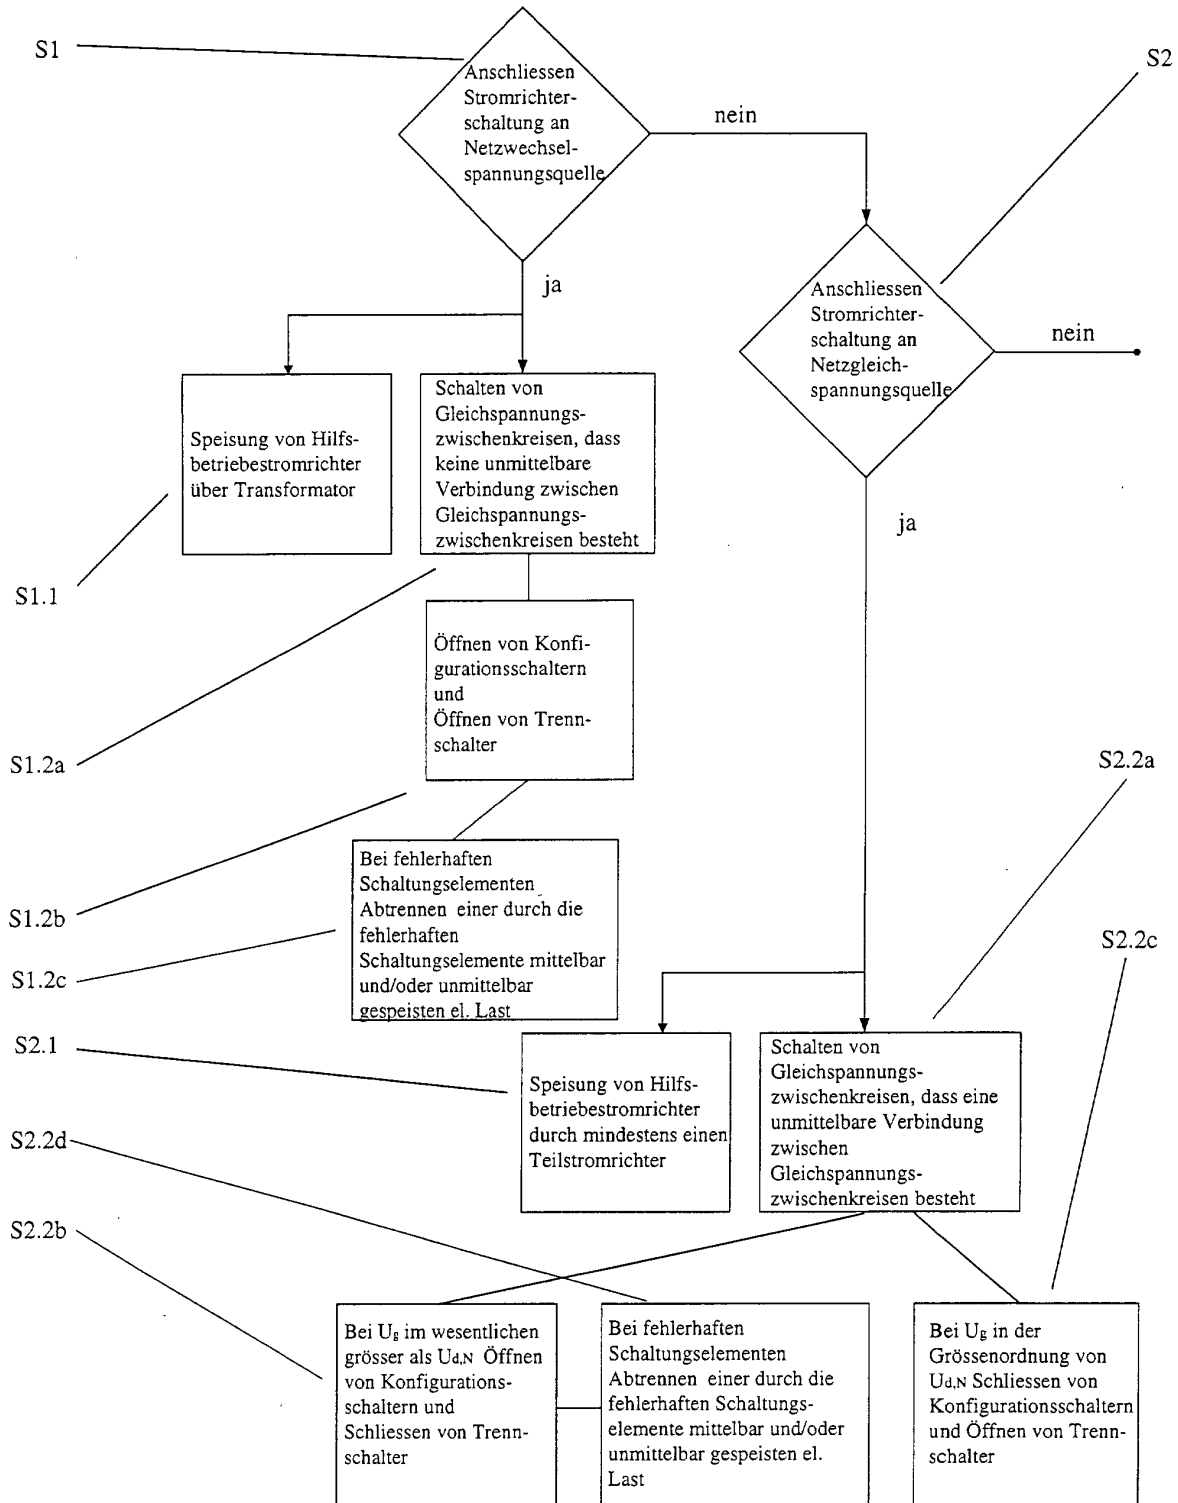 S1
Anschliessen
Stromrichter-
schaltung an
Netzwechsel-
spannungsquelle
nein
S2
ja
Anschliessen
Stromrichter-
schaltung an
Netzgleich-
spannungsquelle
nein
Speisung von Hilfs-
betriebestromrichter
über Transformator
Schalten von
Gleichspannungs-
zwischenkreisen, dass
keine unmittelbare
Verbindung zwischen
Gleichspannungs-
zwischenkreisen besteht
ja
S1.1
Öffnen von Konfi-
gurationsschaltern
und
Öffnen von Trenn-
schalter
S1.2a
S2.2a
Bei fehlerhaften
Schaltungselementen
Abtrennen einer durch die
fehlerhaften
Schaltungselemente mittelbar
und/oder unmittelbar
gespeisten el. Last
S1.2b
S1.2c
S2.2c
S2.1
Speisung von Hilfs-
betriebestromrichter
durch mindestens einen
Teilstromrichter
Schalten von
Gleichspannungs-
zwischenkreisen, dass eine
unmittelbare Verbindung
zwischen
Gleichspannungs-
zwischenkreisen besteht
S2.2d
S2.2b
Bei Ug im wesentlichen
grösser als Ud,N Öffnen
von Konfigurations-
schaltern und
Schliessen von Trenn-
schalter
Bei fehlerhaften
Schaltungselementen
Abtrennen einer durch die
fehlerhaften Schaltungs-
elemente mittelbar und/oder
unmittelbar gespeisten el.
Last
Bei Ug in der
Grössenordnung von
Ud,N Schliessen von
Konfigurationsschaltern
und Öffnen von Trenn-
schalter